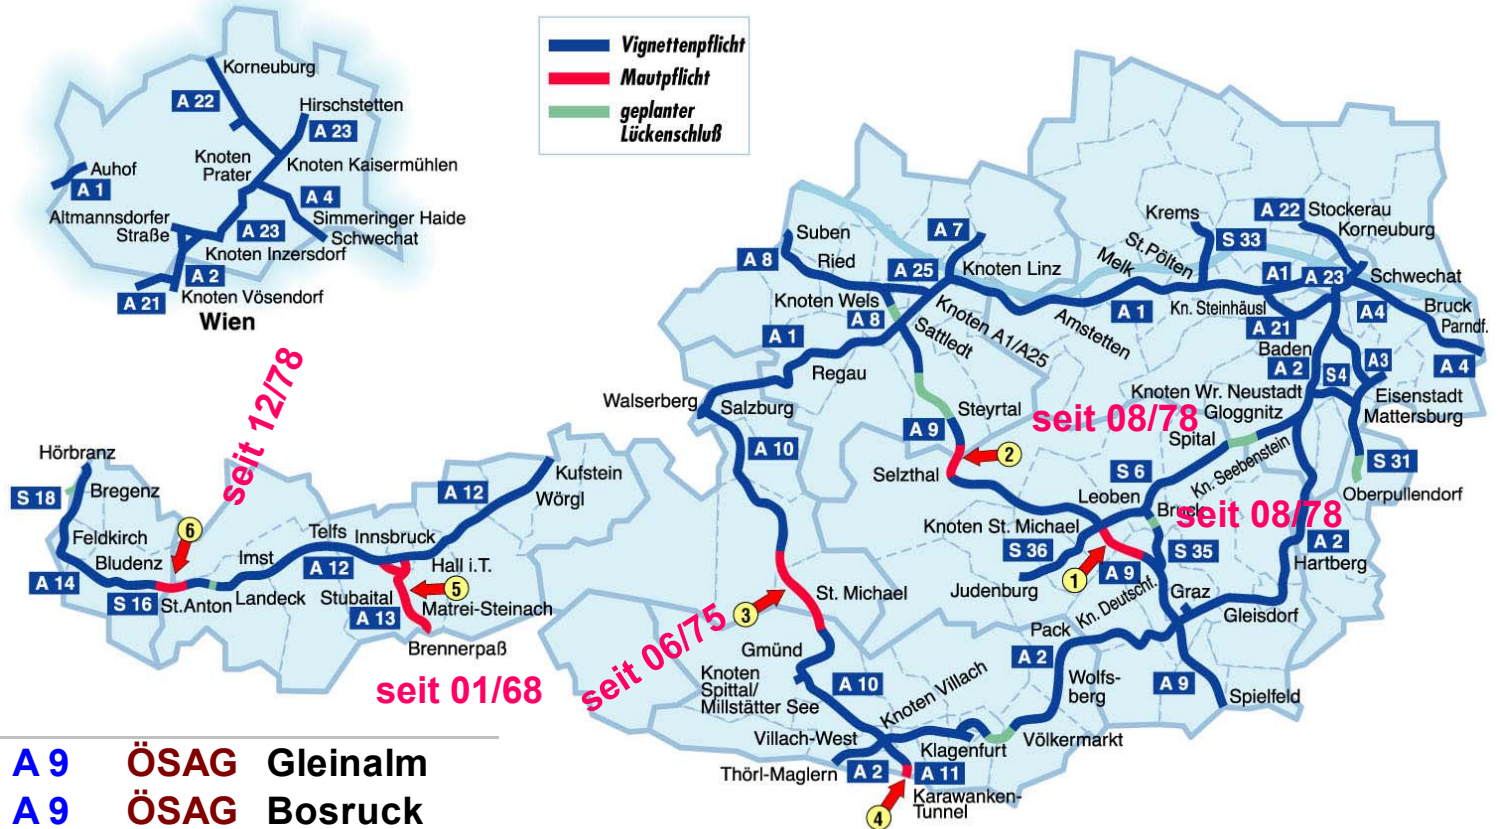 Korneuburg
A 22
Hirschstetten
A 23
Knoten
Prater
Knoten Kaisermühlen
Auhof
A 1
A 4
Altmannsdorfer
Straße
Simmeringer Haide
Schwechat
A 23
Knoten Inzersdorf
A 2
A 21
Knoten Vösendorf
Wien
Vignettenpflicht
Mautpflicht
geplanter
Lückenschluß
Suben
Ried
A 8
A 7
A 25
Knoten Linz
Knoten Wels
A 8
Knoten A1/A25
Sattledt
A 1
Regau
Amstetten
A 1
Melk
St.Pölten
Krems
S 33
A 22
Stockerau
Korneuburg
A1
A 23
Schwechat
Kn. Steinhäusl
A 21
A4
Bruck
Parndf.
A 4
Baden
A 2
A3
S4
Eisenstadt
Mattersburg
Knoten Wr. Neustadt
Gloggnitz
Walserberg
Salzburg
Steyrtal
seit 08/78
A 9
2
Selzthal
A 10
Spital
Kn. Seebenstein
S 6
S 31
Oberpullendorf
Leoben
Bruck
seit 08/78
Knoten St. Michael
S 36
S 35
A 2
Hartberg
Judenburg
1
A 9
Kn. Deutschf.
Graz
Gleisdorf
seit 12/78
Hörbranz
S 18
Bregenz
Feldkirch
Bludenz
A 14
S 16
6
St.Anton
Landeck
Imst
Telfs
Innsbruck
A 12
A 12
Kufstein
Wörgl
Hall i.T.
5
Stubaital
Matrei-Steinach
A 13
Brennerpaß
seit 01/68
seit 06/75
3
St. Michael
Gmünd
Knoten
Spittal/
Millstätter See
A 10
Knoten Villach
Pack
A 2
Wolfs-
berg
A 9
Spielfeld
Villach-West
Klagenfurt
Völkermarkt
Thörl-Maglern
A 2
A 11
Karawanken-
Tunnel
4
A 9 ÖSAG Gleinalm
A 9 ÖSAG Bosruck